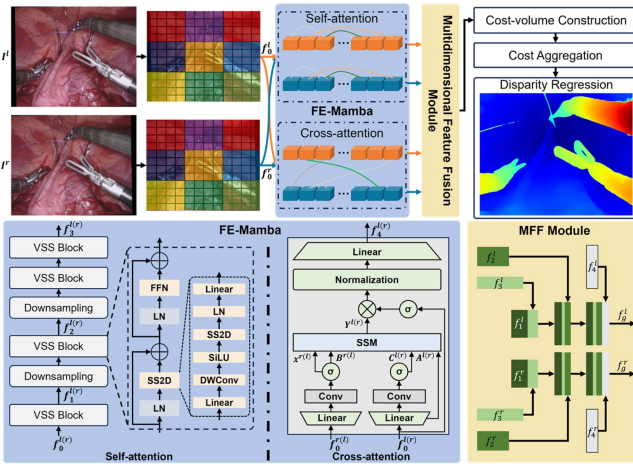 I^l
I^r
f_0^l
f_0^r
Self-attention
FE-Mamba
Cross-attention
Multidimensional Feature Fusion
Module
Cost-volume Construction
Cost Aggregation
Disparity Regression
FE-Mamba
f_3^{l(r)}
VSS Block
VSS Block
Downsampling
f_2^{l(r)}
VSS Block
Downsampling
f_1^{l(r)}
VSS Block
f_0^{l(r)}
FFN
LN
SS2D
LN
Linear
LN
SS2D
SiLU
DWConv
Linear
Self-attention
f_4^{l(r)}
Linear
Normalization
σ
Y^{l(r)}
SSM
x^{r(l)}
B^{r(l)}
C^{l(r)}
A^{l(r)}
σ
σ
Conv
Conv
Linear
Linear
f_0^{r(l)}
f_0^{l(r)}
Cross-attention
MFF Module
f_2^l
f_3^l
f_1^l
f_4^l
f_g^l
f_1^r
f_g^r
f_3^r
f_2^r
f_4^r